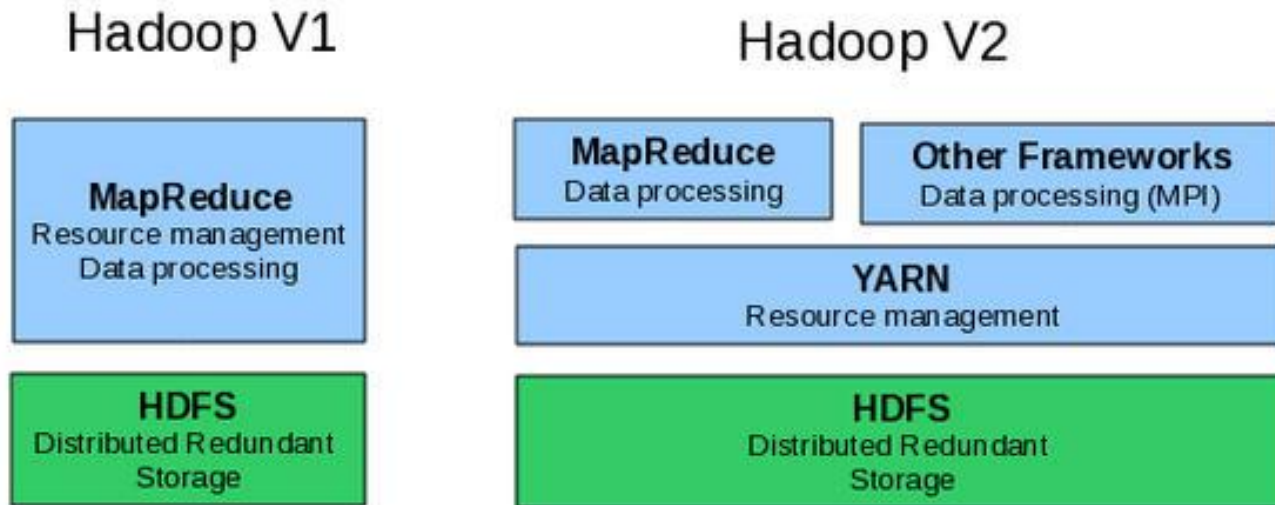 Hadoop V1
MapReduce
Resource management
Data processing
HDFS
Distributed Redundant
Storage
Hadoop V2
MapReduce
Data processing
Other Frameworks
Data processing (MPI)
YARN
Resource management
HDFS
Distributed Redundant
Storage